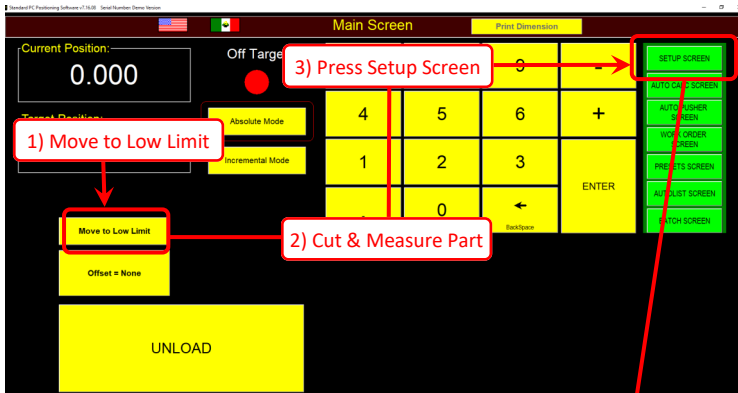 Standard PC Positioning Software v7.16.00 Serial Number: Demo Version
Main Screen
Print Dimension
Current Position:
0.000
Off Target
3) Press Setup Screen
9
-
SETUP SCREEN
AUTO CALC SCREEN
Target Position:
1) Move to Low Limit
Absolute Mode
Incremental Mode
4
5
6
+
AUTO PUSHER
SCREEN
WORK ORDER
SCREEN
1
2
3
ENTER
PRESETS SCREEN
AUTOLIST SCREEN
BATCH SCREEN
Move to Low Limit
2) Cut & Measure Part
0
BackSpace
Offset = None
UNLOAD